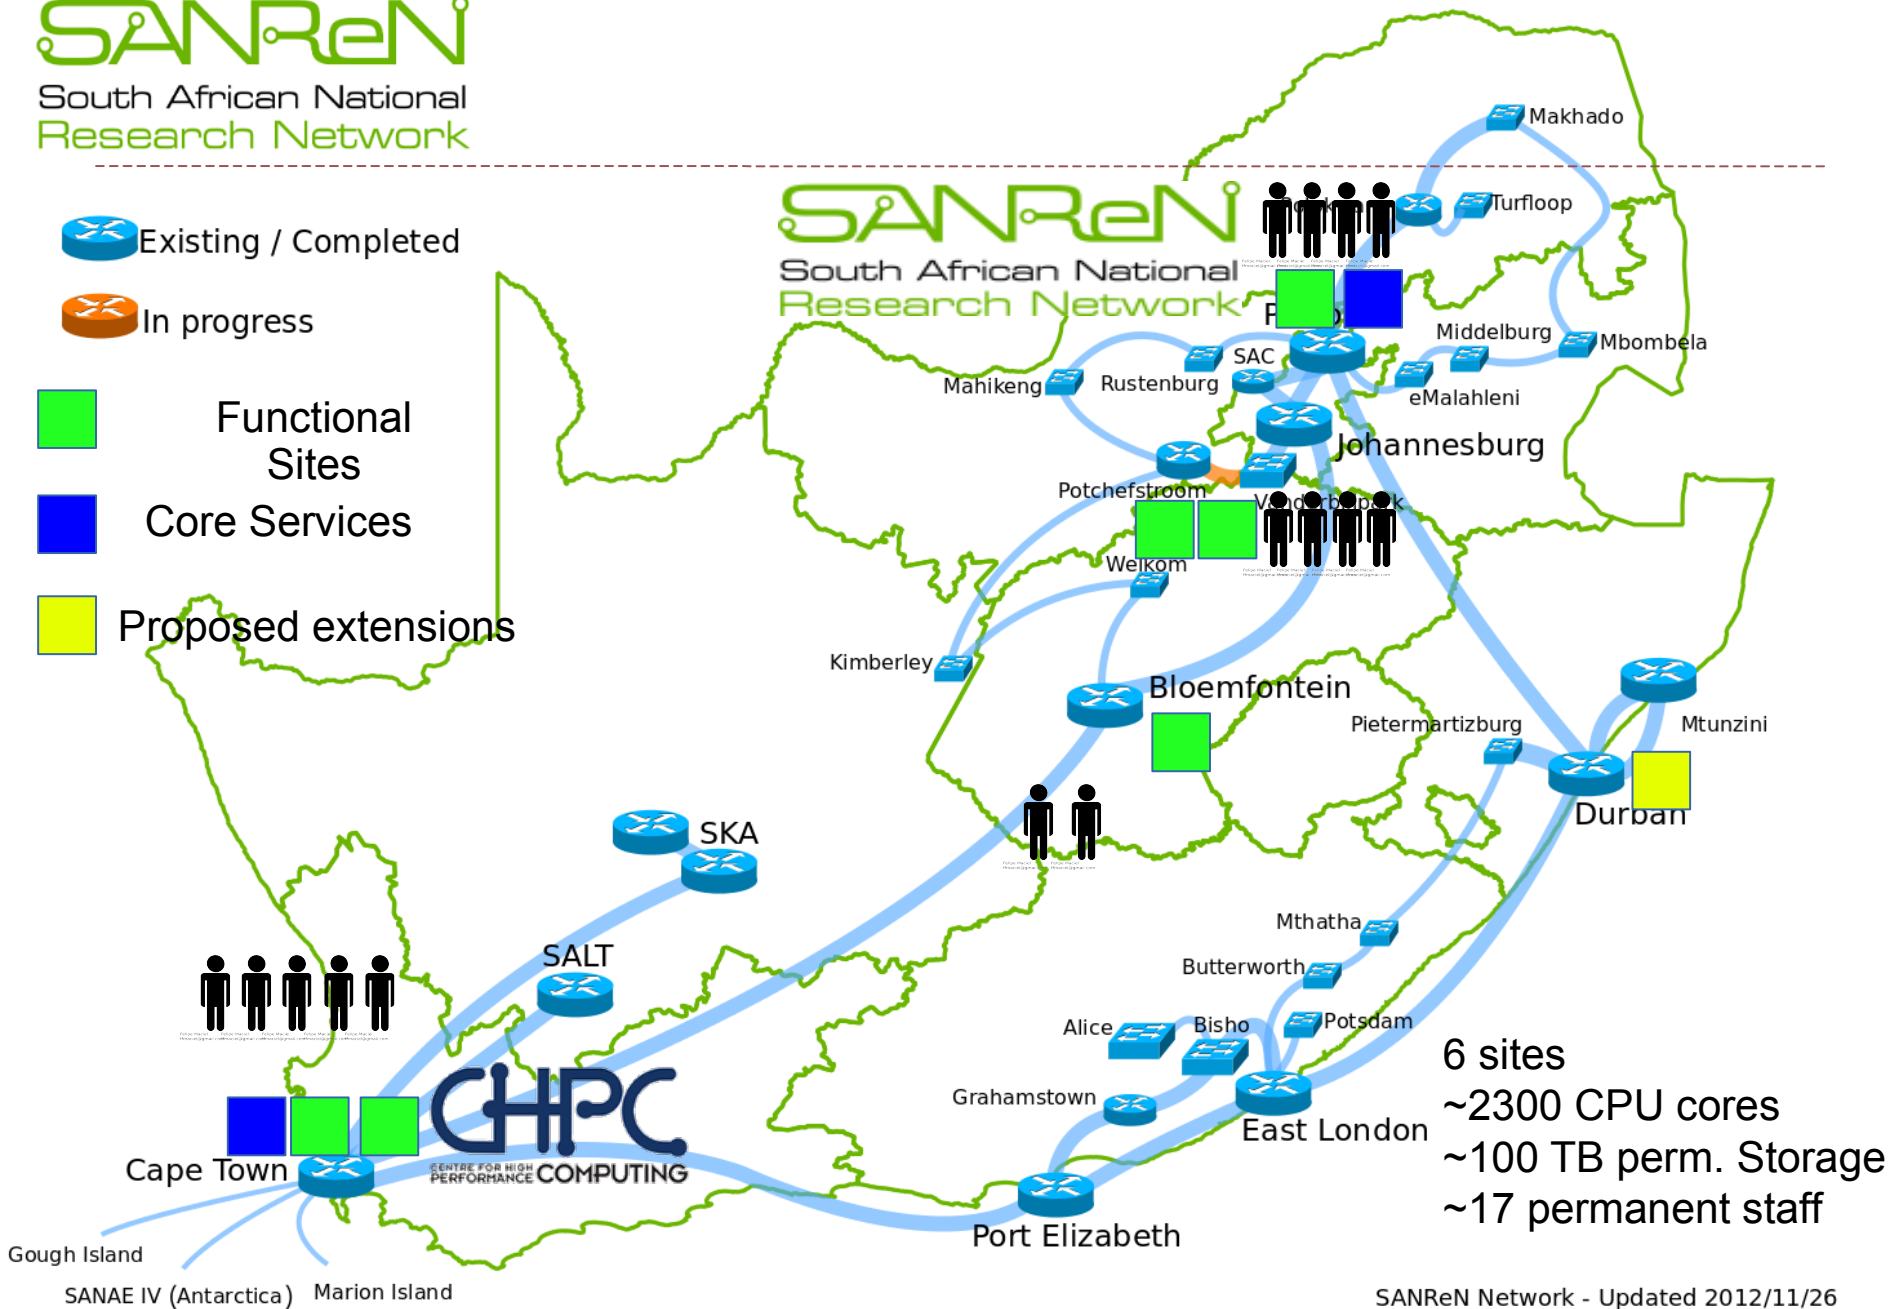 SANReN
South African National
Research Network
Makhado
Turfloop
Existing / Completed
In progress
SANReN
South African National
Research Network
Functional
Sites
Core Services
Proposed extensions
Middelburg
Mbombela
SAC
Mahikeng
Rustenburg
eMalahleni
Johannesburg
Potchefstroom
Welkom
Kimberley
Bloemfontein
Pietermartizburg
Mtunzini
Durban
SKA
SALT
Mthatha
Butterworth
Alice
Bisho
Potsdam
Grahamstown
East London
6 sites
~2300 CPU cores
~100 TB perm. Storage
~17 permanent staff
CHPC
CENTRE FOR HIGH
PERFORMANCE COMPUTING
Cape Town
Port Elizabeth
Gough Island
SANAE IV (Antarctica)
Marion Island
SANReN Network - Updated 2012/11/26